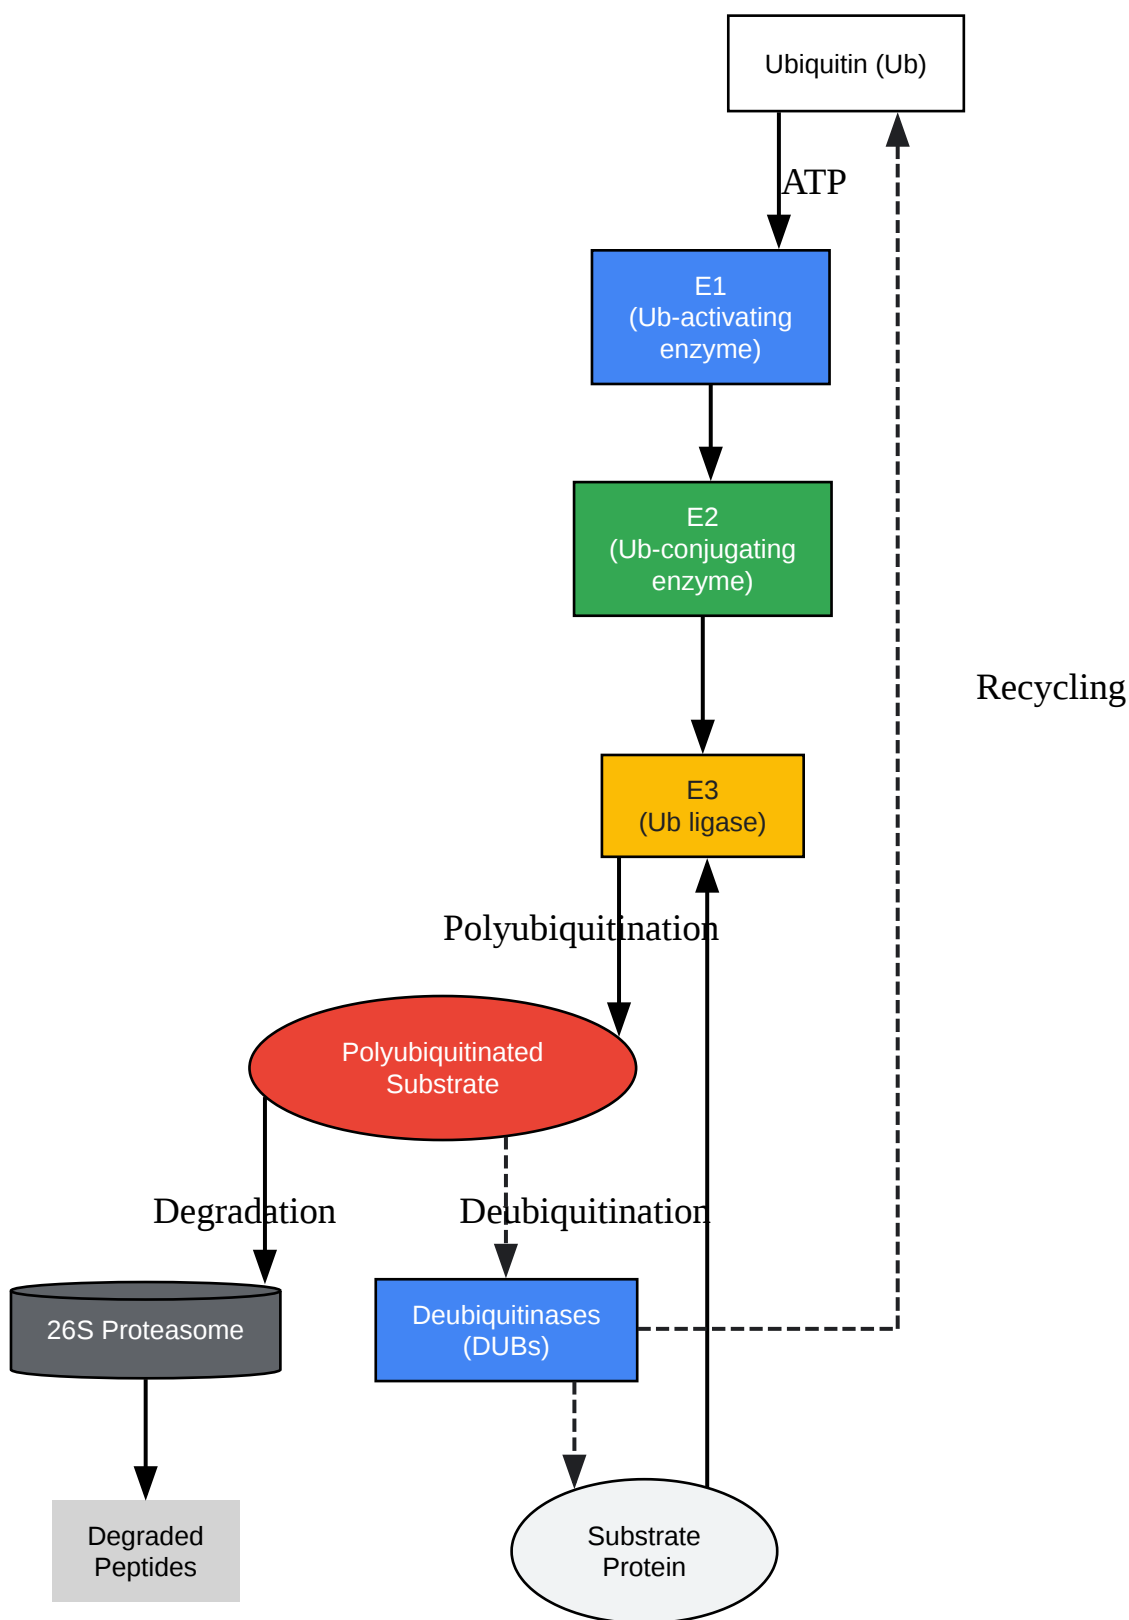 Ubiquitin (Ub)
ATP
E1
(Ub-activating
enzyme)
E2
(Ub-conjugating
enzyme)
Recycling
E3
(Ub ligase)
Polyubiquitination
Polyubiquitinated
Substrate
Degradation
Deubiquitination
26S Proteasome
Deubiquitinases
(DUBs)
Degraded
Peptides
Substrate
Protein